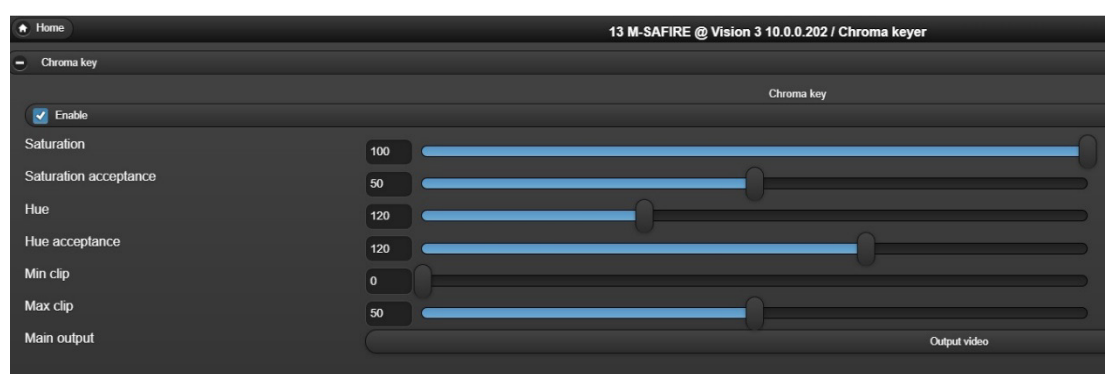 Home
13 M-SAFIRE @ Vision 3 10.0.0.202 / Chroma keyer
Chroma key
Chroma key
Enable
Saturation 100
Saturation acceptance 50
Hue 120
Hue acceptance 120
Min clip 0
Max clip 50
Main output Output video